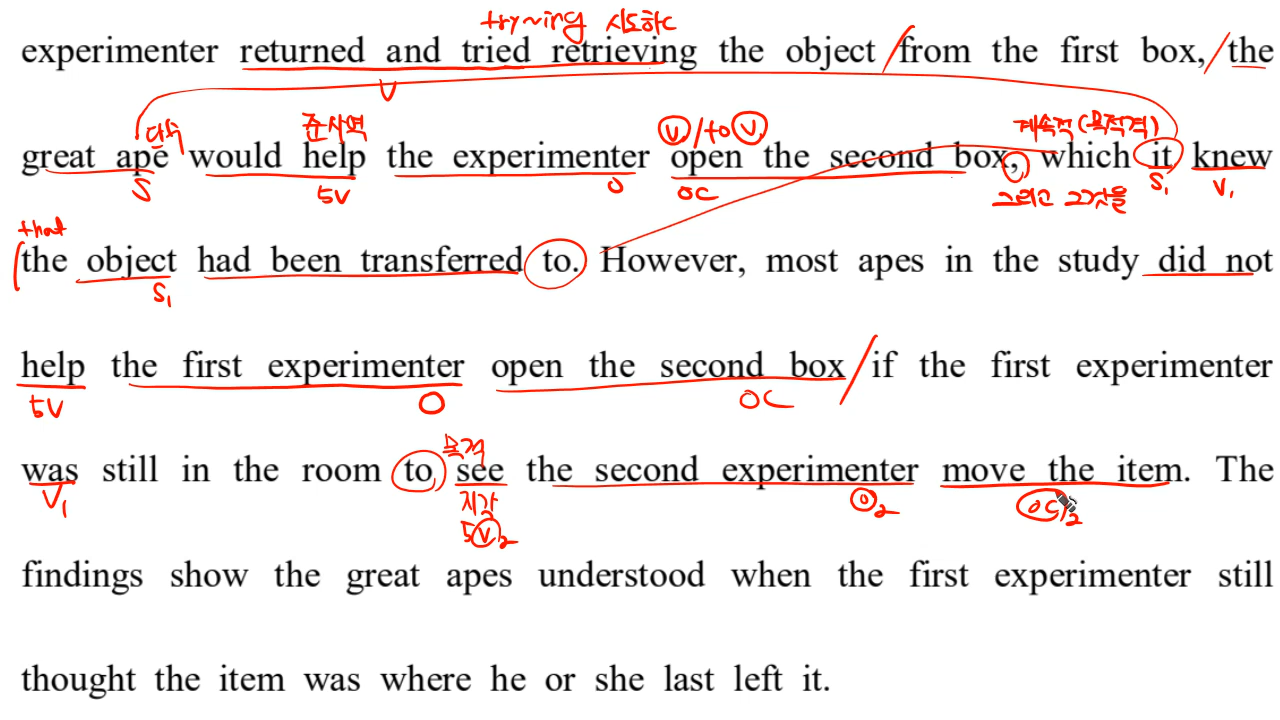 try ~ing 시도하다
experimenter returned and tried retrieving the object / from the first box, / the
V
단수 준사역 V / to V 계속적 (목적격)
great ape would help the experimenter open the second box, which it knew
S 5V O OC S₁ V₁
그리고 그것을
that
the object had been transferred to. However, most apes in the study did not
S₁
help the first experimenter open the second box / if the first experimenter
5V O OC
목적
was still in the room to see the second experimenter move the item. The
V₁ 지각 O₂ OC₂
5V₂
findings show the great apes understood when the first experimenter still
thought the item was where he or she last left it.